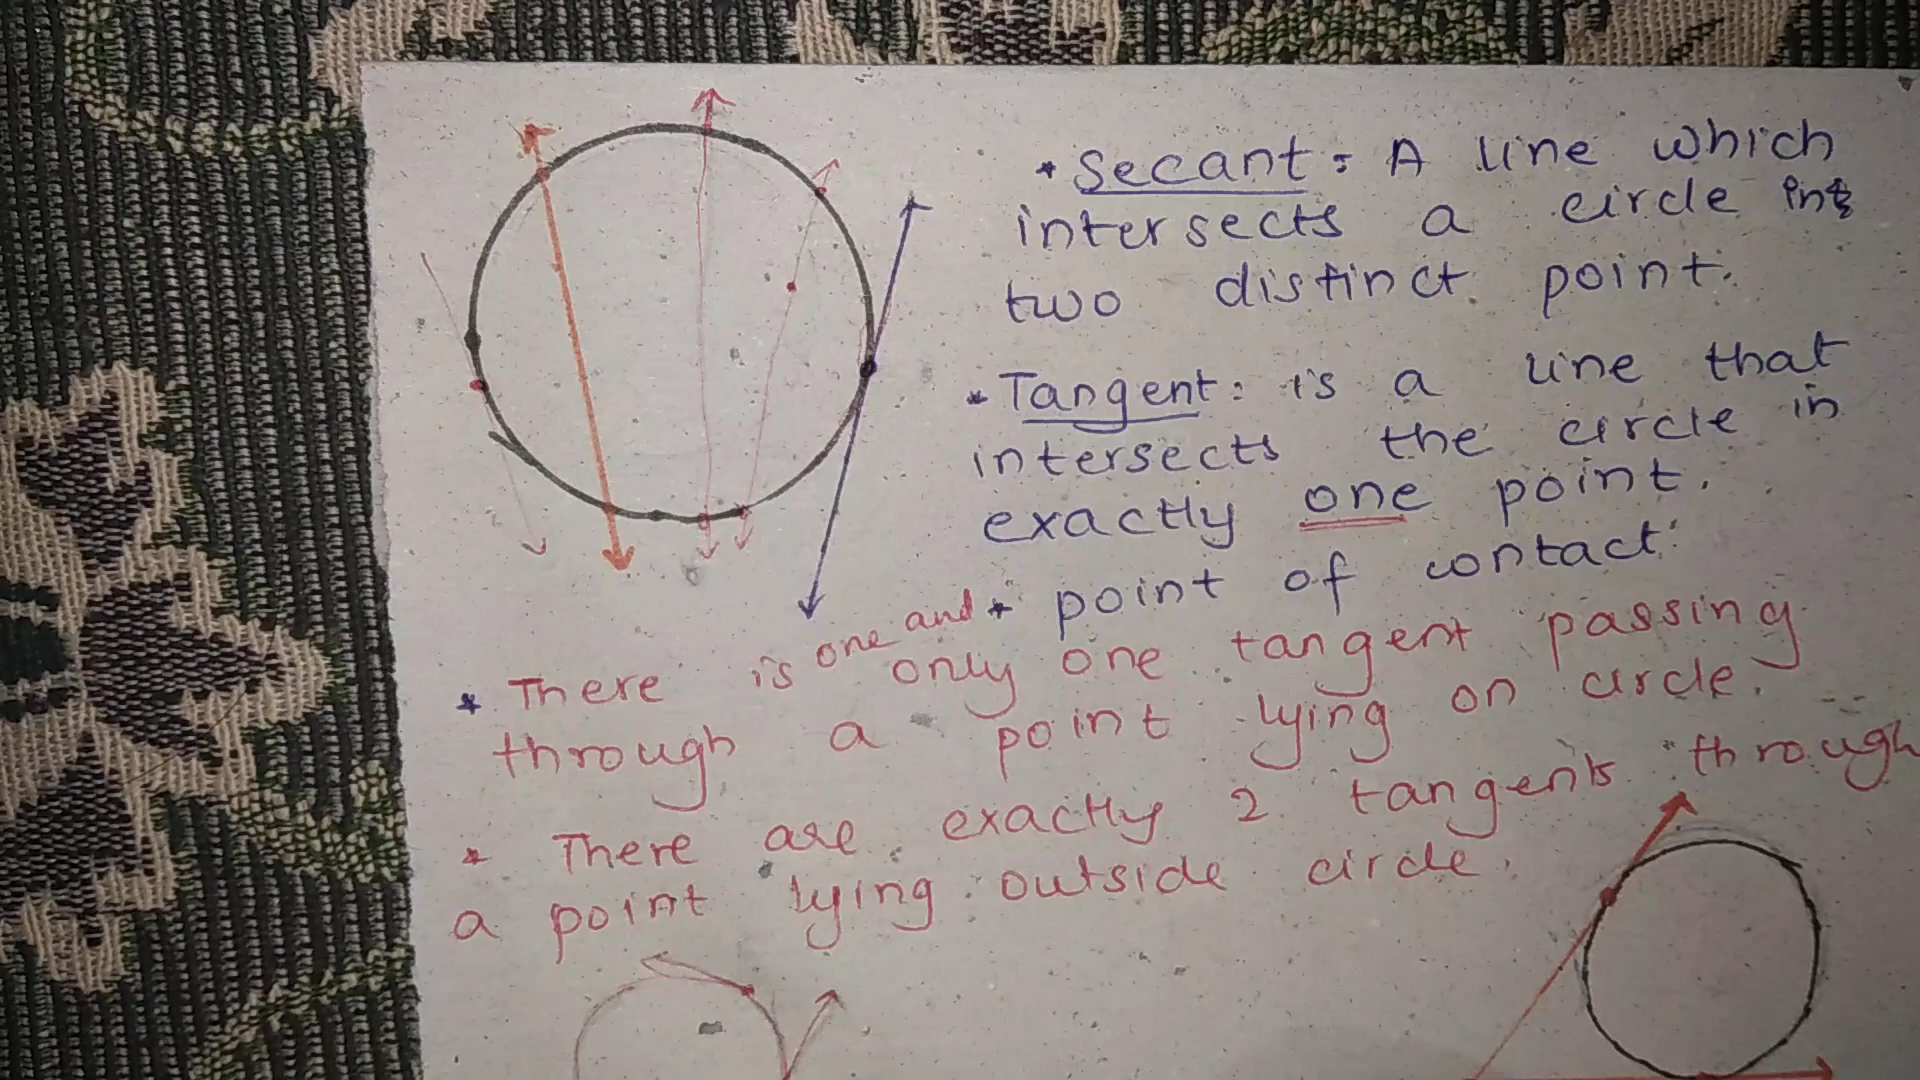 * Secant : A line which
intersects a circle in
two distinct point.
* Tangent : is a line that
intersects the circle in
exactly one point.
* point of contact
* There is one and only one tangent passing
through a point lying on circle.
* There are exactly 2 tangents through
a point lying outside circle.